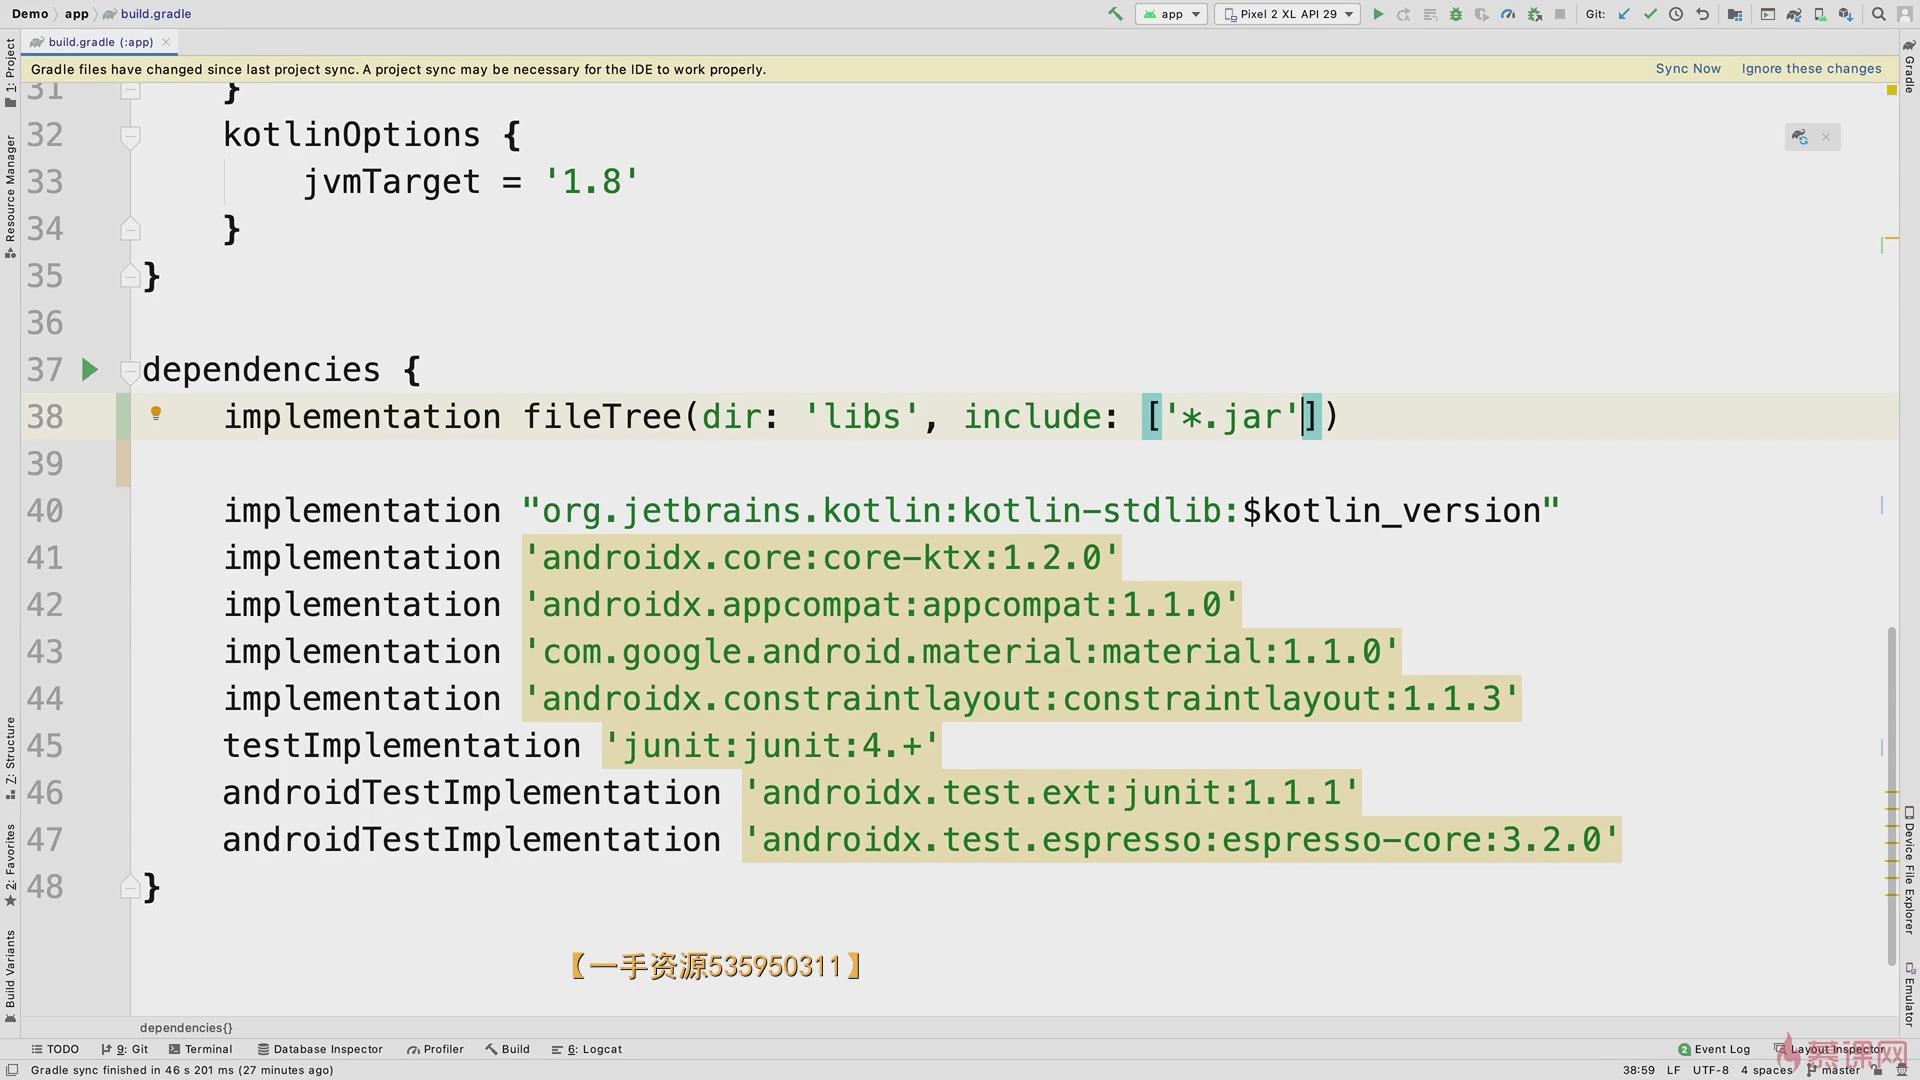 Demo app build.gradle app Pixel 2 XL API 29 Git:
build.gradle (:app)
Gradle files have changed since last project sync. A project sync may be necessary for the IDE to work properly. Sync Now Ignore these changes
31 }
32 kotlinOptions {
33 jvmTarget = '1.8'
34 }
35 }
36
37 dependencies {
38 implementation fileTree(dir: 'libs', include: ['*.jar'])
39
40 implementation "org.jetbrains.kotlin:kotlin-stdlib:$kotlin_version"
41 implementation 'androidx.core:core-ktx:1.2.0'
42 implementation 'androidx.appcompat:appcompat:1.1.0'
43 implementation 'com.google.android.material:material:1.1.0'
44 implementation 'androidx.constraintlayout:constraintlayout:1.1.3'
45 testImplementation 'junit:junit:4.+'
46 androidTestImplementation 'androidx.test.ext:junit:1.1.1'
47 androidTestImplementation 'androidx.test.espresso:espresso-core:3.2.0'
48 }
【一手资源535950311】
dependencies{}
TODO 9: Git Terminal Database Inspector Profiler Build 6: Logcat Event Log Layout Inspector
Gradle sync finished in 46 s 201 ms (27 minutes ago) 38:59 LF UTF-8 4 spaces master
慕课网
1: Project
Resource Manager
7: Structure
2: Favorites
Build Variants
Gradle
Device File Explorer
Emulator